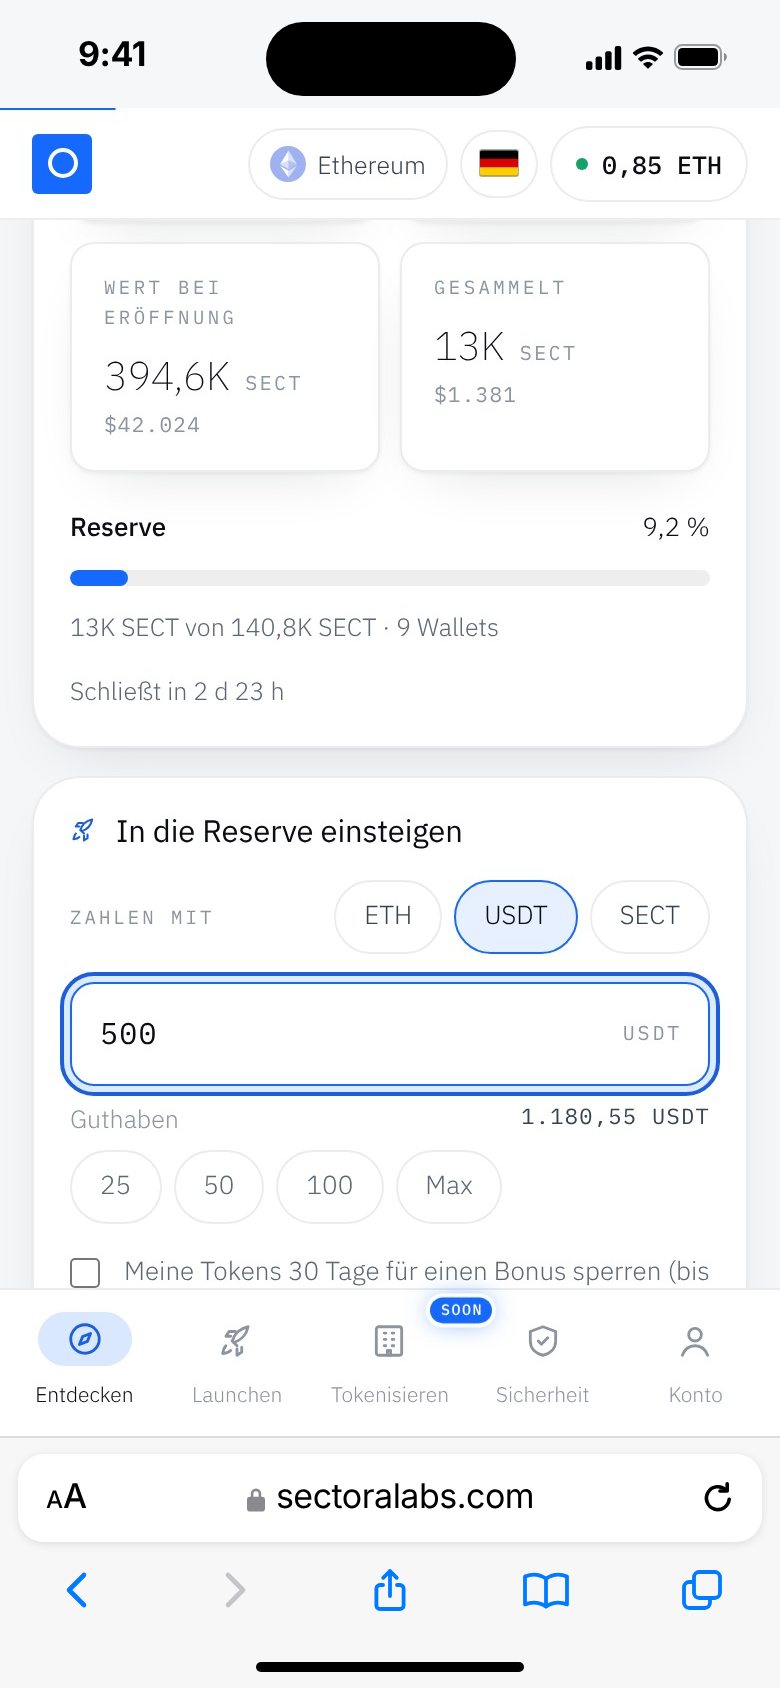 9:41
Ethereum
0,85 ETH
WERT BEI
ERÖFFNUNG
394,6K SECT
$42.024
GESAMMELT
13K SECT
$1.381
Reserve
9,2 %
13K SECT von 140,8K SECT · 9 Wallets
Schließt in 2 d 23 h
In die Reserve einsteigen
ZAHLEN MIT
ETH
USDT
SECT
500
USDT
Guthaben
1.180,55 USDT
25
50
100
Max
Meine Tokens 30 Tage für einen Bonus sperren (bis
SOON
Entdecken
Launchen
Tokenisieren
Sicherheit
Konto
AA
sectoralabs.com